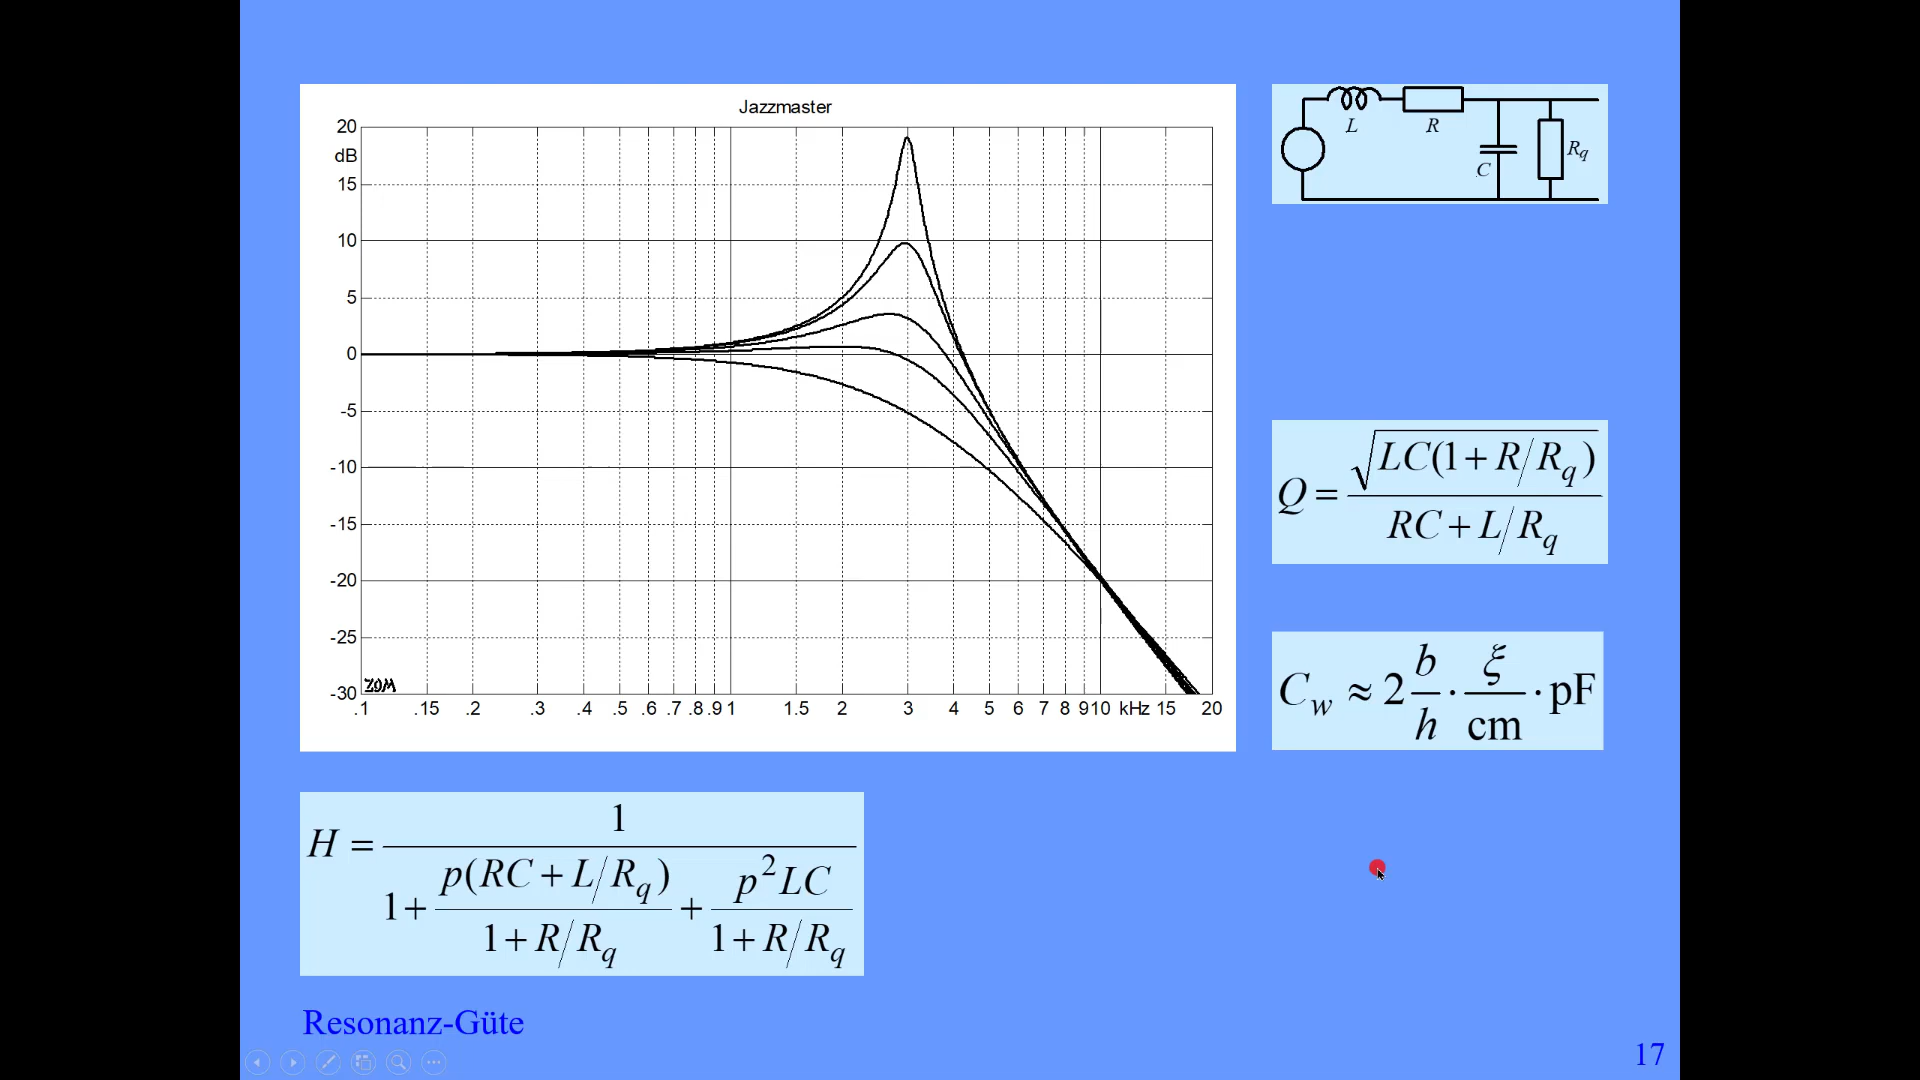 Jazzmaster
20
dB
15
10
5
0
-5
-10
-15
-20
-25
-30
ZOM
.1 .15 .2 .3 .4 .5 .6 .7 .8 .9 1 1.5 2 3 4 5 6 7 8 9 10 kHz 15 20
L R C Rq
Q = √(LC(1 + R/Rq)) / (RC + L/Rq)
Cw ≈ 2 b/h · ξ/cm · pF
H = 1 / (1 + p(RC + L/Rq)/(1 + R/Rq) + p²LC/(1 + R/Rq))
Resonanz-Güte
17